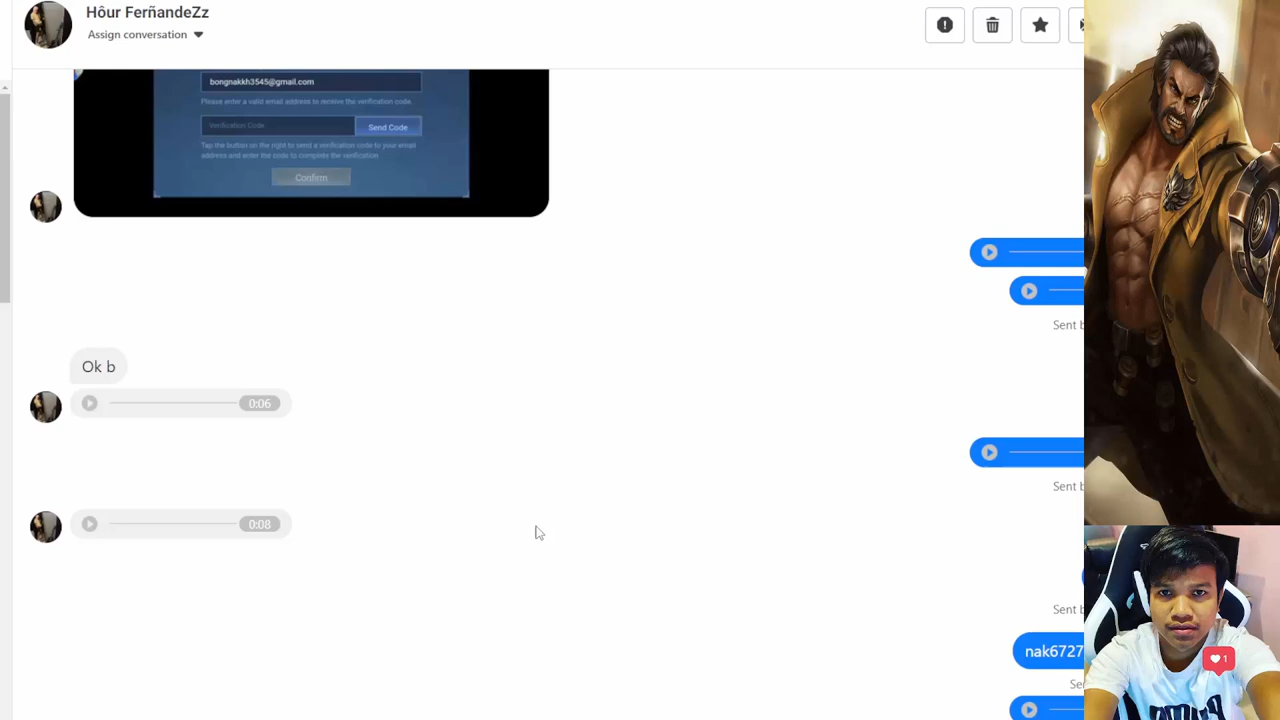 Hôur FerñandeZz
Assign conversation
bongnakkh3545@gmail.com
Please enter a valid email address to receive the verification code.
Verification Code
Send Code
Tap the button on the right to send a verification code to your email
address and enter the code to complete the verification
Confirm
Sent b
Ok b
0:06
Sent b
0:08
Sent b
nak6727
Se
1